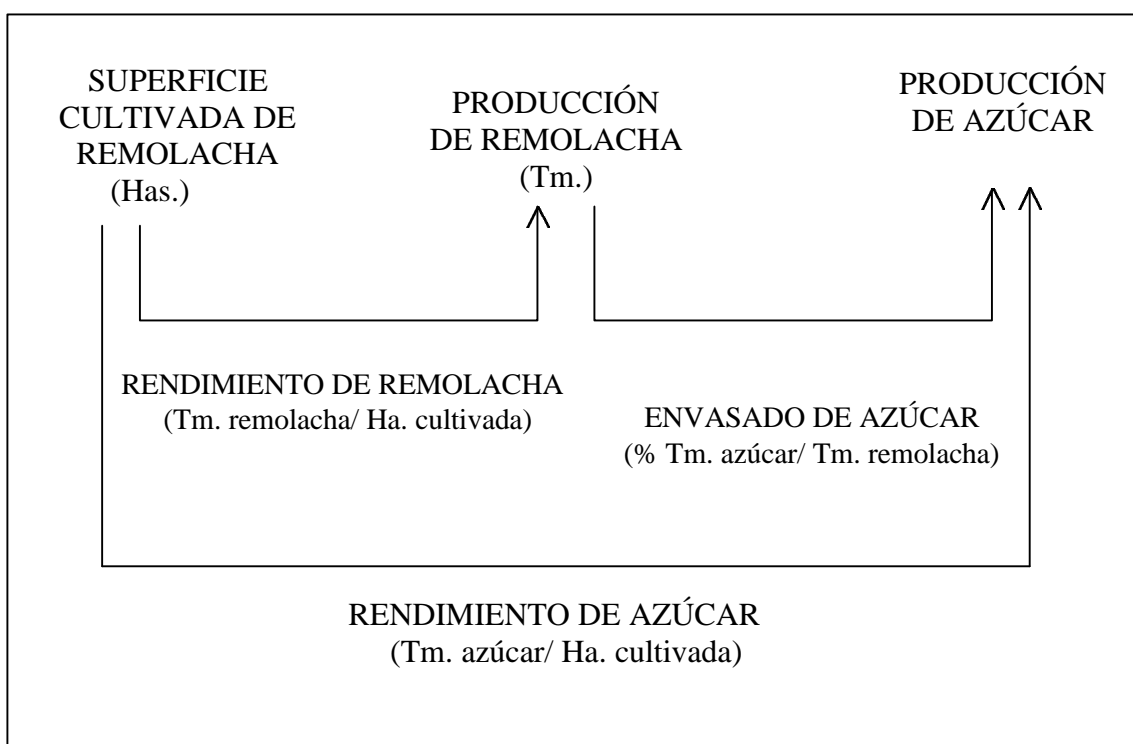 SUPERFICIE
CULTIVADA DE
REMOLACHA
(Has.)
PRODUCCIÓN
DE REMOLACHA
(Tm.)
PRODUCCIÓN
DE AZÚCAR
RENDIMIENTO DE REMOLACHA
(Tm. remolacha/ Ha. cultivada)
ENVASADO DE AZÚCAR
(% Tm. azúcar/ Tm. remolacha)
RENDIMIENTO DE AZÚCAR
(Tm. azúcar/ Ha. cultivada)